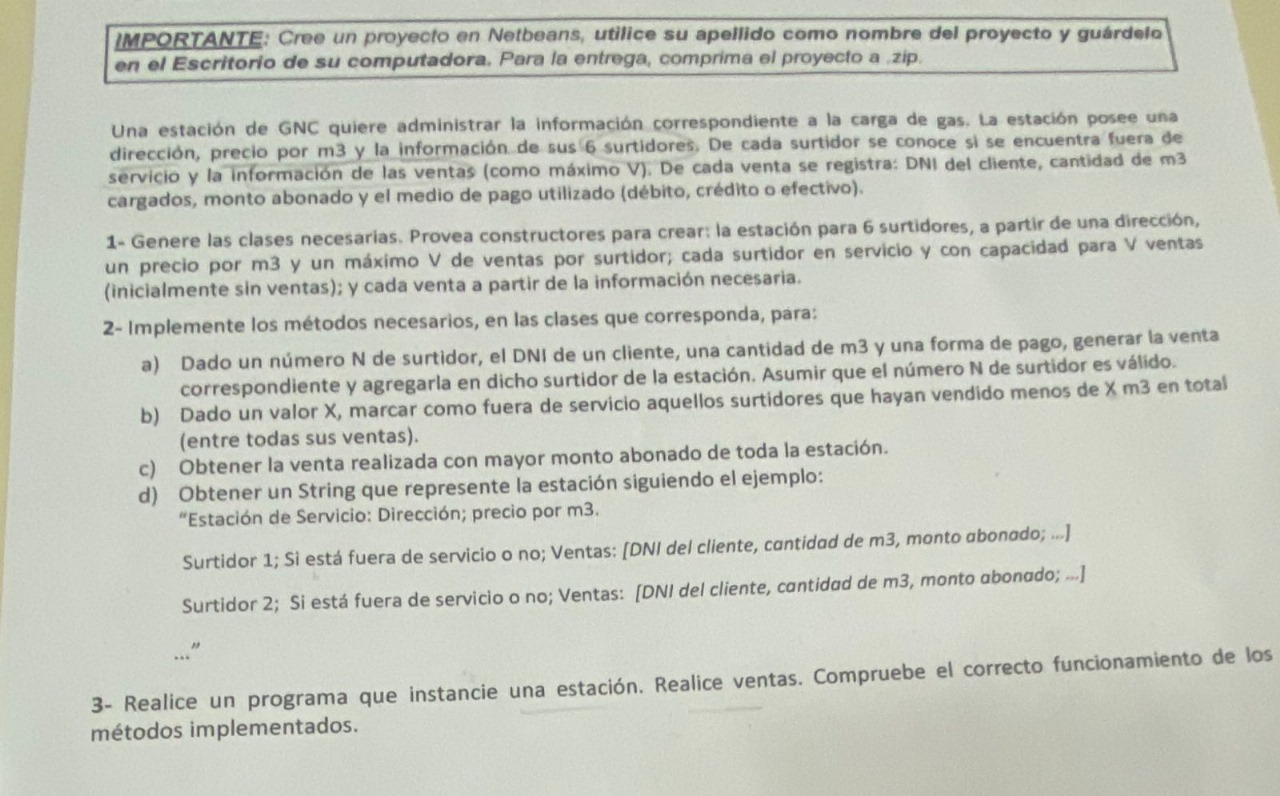 IMPORTANTE: Cree un proyecto en Netbeans, utilice su apellido como nombre del proyecto y guárdelo
en el Escritorio de su computadora. Para la entrega, comprima el proyecto a .zip.
Una estación de GNC quiere administrar la información correspondiente a la carga de gas. La estación posee una
dirección, precio por m3 y la información de sus 6 surtidores. De cada surtidor se conoce si se encuentra fuera de
servicio y la información de las ventas (como máximo V). De cada venta se registra: DNI del cliente, cantidad de m3
cargados, monto abonado y el medio de pago utilizado (débito, crédito o efectivo).
1- Genere las clases necesarias. Provea constructores para crear: la estación para 6 surtidores, a partir de una dirección,
un precio por m3 y un máximo V de ventas por surtidor; cada surtidor en servicio y con capacidad para V ventas
(inicialmente sin ventas); y cada venta a partir de la información necesaria.
2- Implemente los métodos necesarios, en las clases que corresponda, para:
a) Dado un número N de surtidor, el DNI de un cliente, una cantidad de m3 y una forma de pago, generar la venta
correspondiente y agregarla en dicho surtidor de la estación. Asumir que el número N de surtidor es válido.
b) Dado un valor X, marcar como fuera de servicio aquellos surtidores que hayan vendido menos de X m3 en total
(entre todas sus ventas).
c) Obtener la venta realizada con mayor monto abonado de toda la estación.
d) Obtener un String que represente la estación siguiendo el ejemplo:
"Estación de Servicio: Dirección; precio por m3.
Surtidor 1; Si está fuera de servicio o no; Ventas: [DNI del cliente, cantidad de m3, monto abonado; ...]
Surtidor 2; Si está fuera de servicio o no; Ventas: [DNI del cliente, cantidad de m3, monto abonado; ...]
..."
3- Realice un programa que instancie una estación. Realice ventas. Compruebe el correcto funcionamiento de los
métodos implementados.